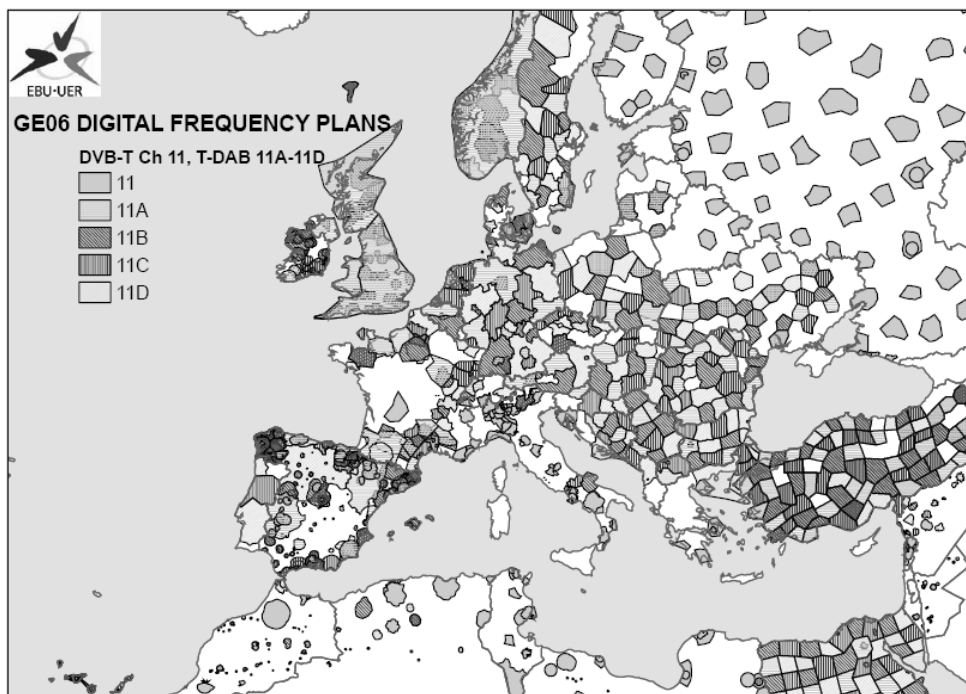 EBU·UER
GE06 DIGITAL FREQUENCY PLANS
DVB-T Ch 11, T-DAB 11A-11D
11
11A
11B
11C
11D